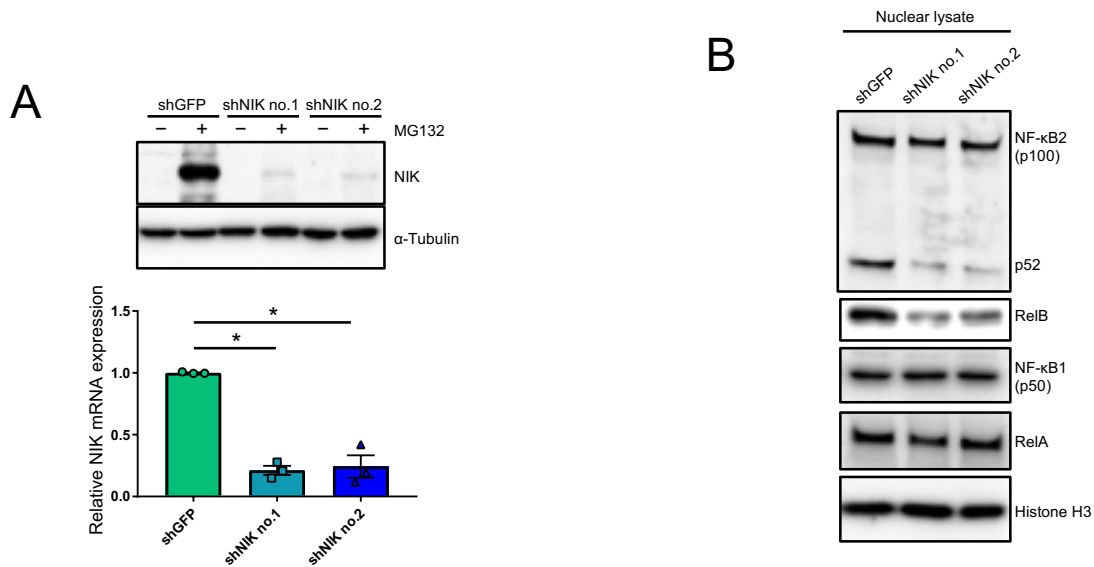 A
shGFP shNIK no.1 shNIK no.2
– + – + – + MG132
NIK
α-Tubulin
Relative NIK mRNA expression
1.5
1.0
0.5
0.0
*
*
shGFP
shNIK no.1
shNIK no.2
B
Nuclear lysate
shGFP
shNIK no.1
shNIK no.2
NF-κB2
(p100)
p52
RelB
NF-κB1
(p50)
RelA
Histone H3